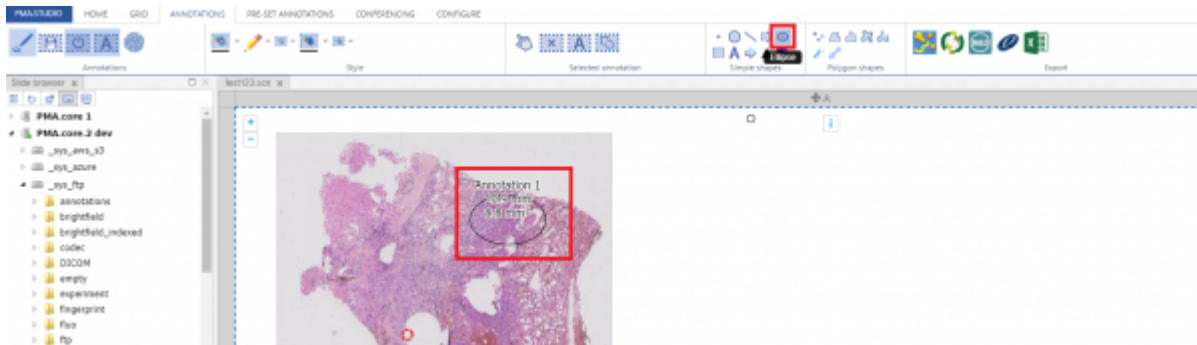 PMA.STUDIO HOME GRID ANNOTATIONS PRE-SET ANNOTATIONS CONFERENCING CONFIGURE
Annotations Style Selected annotation Simple shapes Polygon shapes Export
Ellipse
Slide browser x test123.scn x
A
PMA.core 1
PMA.core.2 dev
_sys_aws_s3
_sys_azure
_sys_ftp
annotations
brightfield
brightfield_indexed
codec
DICOM
empty
experiment
fingerprint
fluo
ftp
Annotation 1